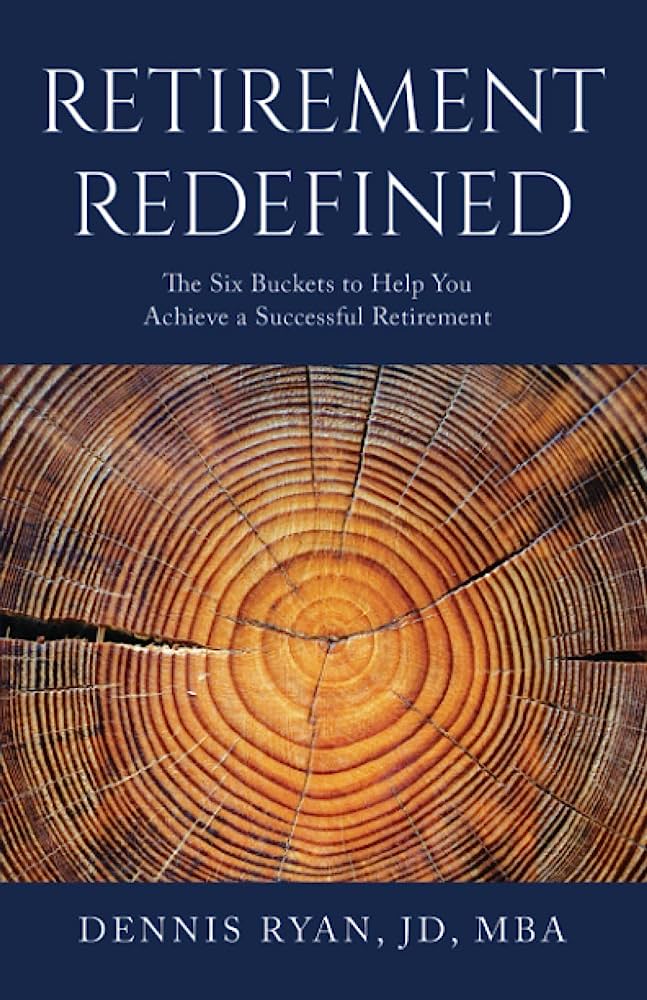 RETIREMENT
REDEFINED
The Six Buckets to Help You
Achieve a Successful Retirement
DENNIS RYAN, JD, MBA